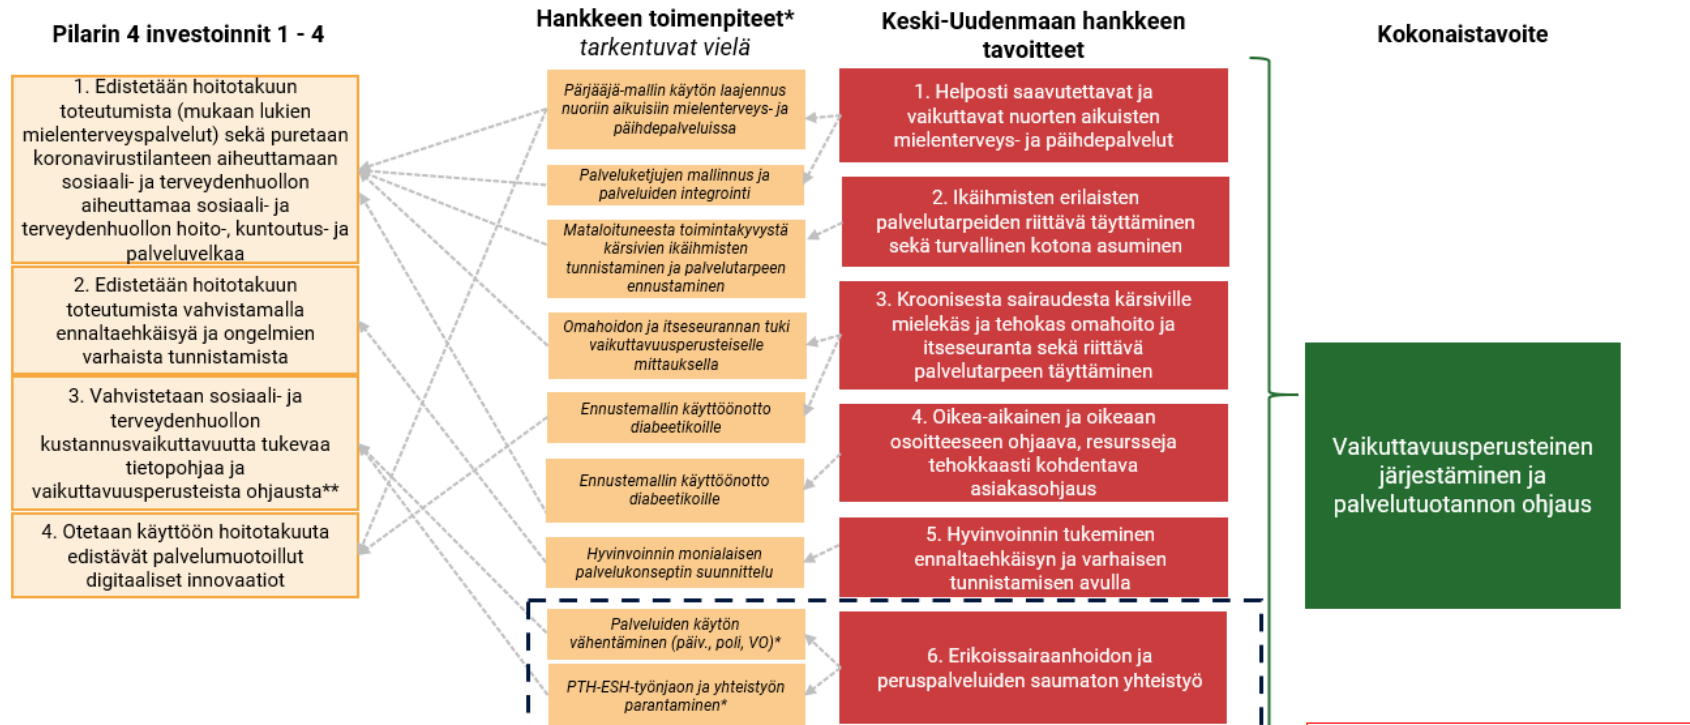 Pilarin 4 investoinnit 1 - 4
1. Edistetään hoitotakuun
toteutumista (mukaan lukien
mielenterveyspalvelut) sekä puretaan
koronavirustilanteen aiheuttamaan
sosiaali- ja terveydenhuollon
aiheuttamaa sosiaali- ja
terveydenhuollon hoito-, kuntoutus- ja
palveluvelkaa
2. Edistetään hoitotakuun
toteutumista vahvistamalla
ennaltaehkäisyä ja ongelmien
varhaista tunnistamista
3. Vahvistetaan sosiaali- ja
terveydenhuollon
kustannusvaikuttavuutta tukevaa
tietopohjaa ja
vaikuttavuusperusteista ohjausta**
4. Otetaan käyttöön hoitotakuuta
edistävät palvelumuotoillut
digitaaliset innovaatiot
Hankkeen toimenpiteet*
tarkentuvat vielä
Pärjääjä-mallin käytön laajennus
nuoriin aikuisiin mielenterveys- ja
päihdepalveluissa
Palveluketjujen mallinnus ja
palveluiden integrointi
Mataloituneesta toimintakyvystä
kärsivien ikäihmisten
tunnistaminen ja palvelutarpeen
ennustaminen
Omahoidon ja itseseurannan tuki
vaikuttavuusperusteiselle
mittauksella
Ennustemallin käyttöönotto
diabeetikoille
Ennustemallin käyttöönotto
diabeetikoille
Hyvinvoinnin monialaisen
palvelukonseptin suunnittelu
Palveluiden käytön
vähentäminen (päiv., poli, VO)*
PTH-ESH-työnjaon ja yhteistyön
parantaminen*
Keski-Uudenmaan hankkeen
tavoitteet
1. Helposti saavutettavat ja
vaikuttavat nuorten aikuisten
mielenterveys- ja päihdepalvelut
2. Ikäihmisten erilaisten
palvelutarpeiden riittävä täyttäminen
sekä turvallinen kotona asuminen
3. Kroonisesta sairaudesta kärsiville
mielekäs ja tehokas omahoito ja
itseseuranta sekä riittävä
palvelutarpeen täyttäminen
4. Oikea-aikainen ja oikeaan
osoitteeseen ohjaava, resursseja
tehokkaasti kohdentava
asiakasohjaus
5. Hyvinvoinnin tukeminen
ennaltaehkäisyn ja varhaisen
tunnistamisen avulla
6. Erikoissairaanhoidon ja
peruspalveluiden saumaton yhteistyö
Kokonaistavoite
Vaikuttavuusperusteinen
järjestäminen ja
palvelutuotannon ohjaus